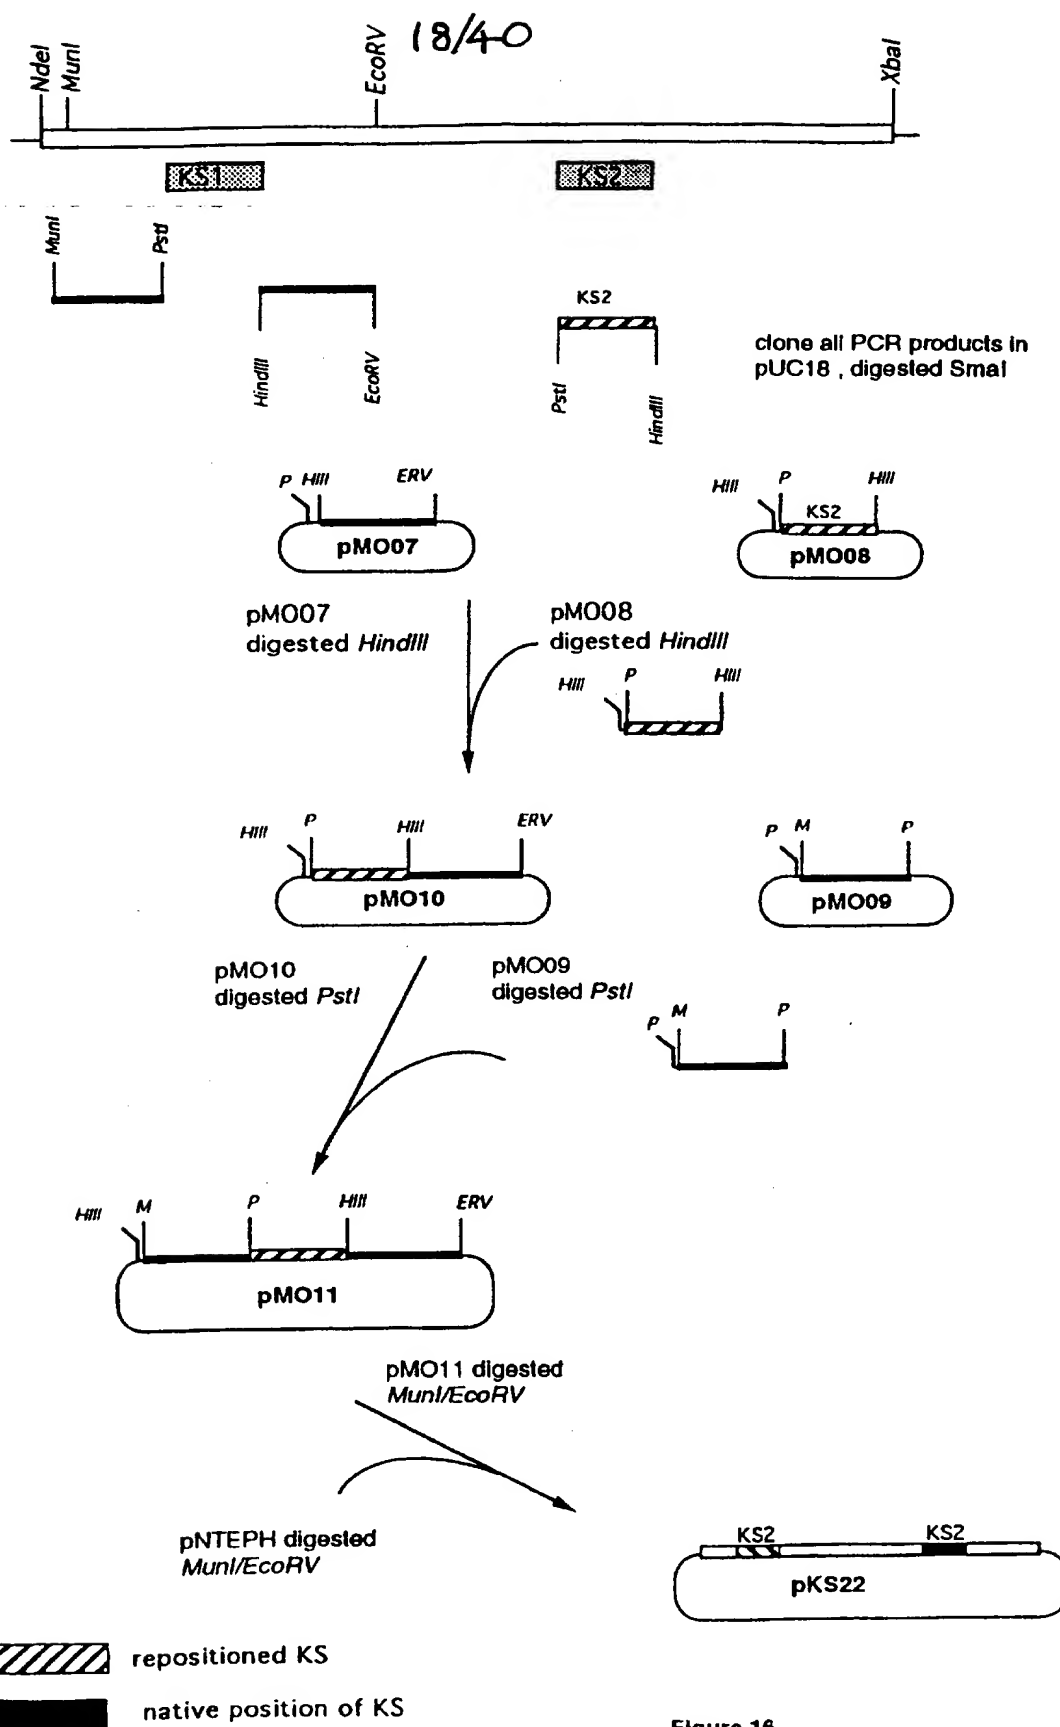 18/40
NdeI MunI EcoRV XbaI
KS1 KS2
MunI PstI
HindIII EcoRV
KS2
PstI HindIII
clone all PCR products in
pUC18 , digested SmaI
P HIII ERV
pMO07
HIII P HIII
KS2
pMO08
pMO07
digested HindIII
pMO08
digested HindIII
HIII P HIII
HIII P HIII ERV
pMO10
P M P
pMO09
pMO10
digested PstI
pMO09
digested PstI
P M P
HIII M P HIII ERV
pMO11
pMO11 digested
MunI/EcoRV
pNTEPH digested
MunI/EcoRV
KS2 KS2
pKS22
repositioned KS
native position of KS
Figure 16